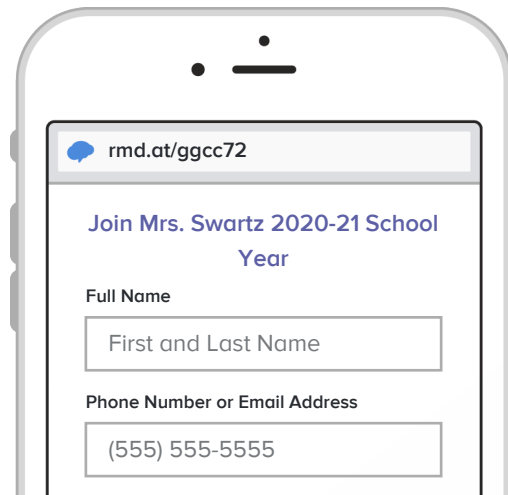 rmd.at/ggcc72
Join Mrs. Swartz 2020-21 School
Year
Full Name
First and Last Name
Phone Number or Email Address
(555) 555-5555